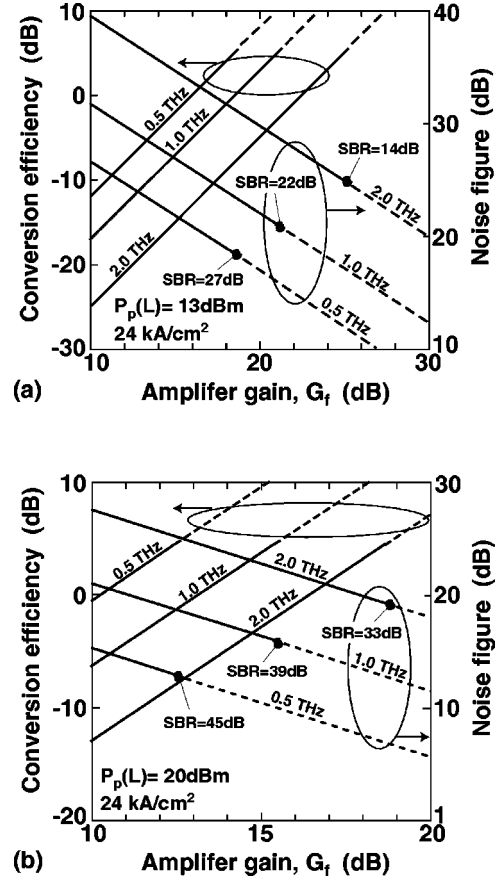 10
0
-10
-20
-30
Conversion efficiency (dB)
40
30
20
10
Noise figure (dB)
0.5 THz
1.0 THz
2.0 THz
SBR=14dB
SBR=22dB
SBR=27dB
2.0 THz
1.0 THz
0.5 THz
Pp(L)= 13dBm
24 kA/cm2
10
20
30
(a)
Amplifer gain, Gf (dB)
10
0
-10
-20
Conversion efficiency (dB)
30
20
10
1
Noise figure (dB)
0.5 THz
1.0 THz
2.0 THz
2.0 THz
SBR=33dB
SBR=39dB
1.0 THz
SBR=45dB
0.5 THz
Pp(L)= 20dBm
24 kA/cm2
10
15
20
(b)
Amplifer gain, Gf (dB)